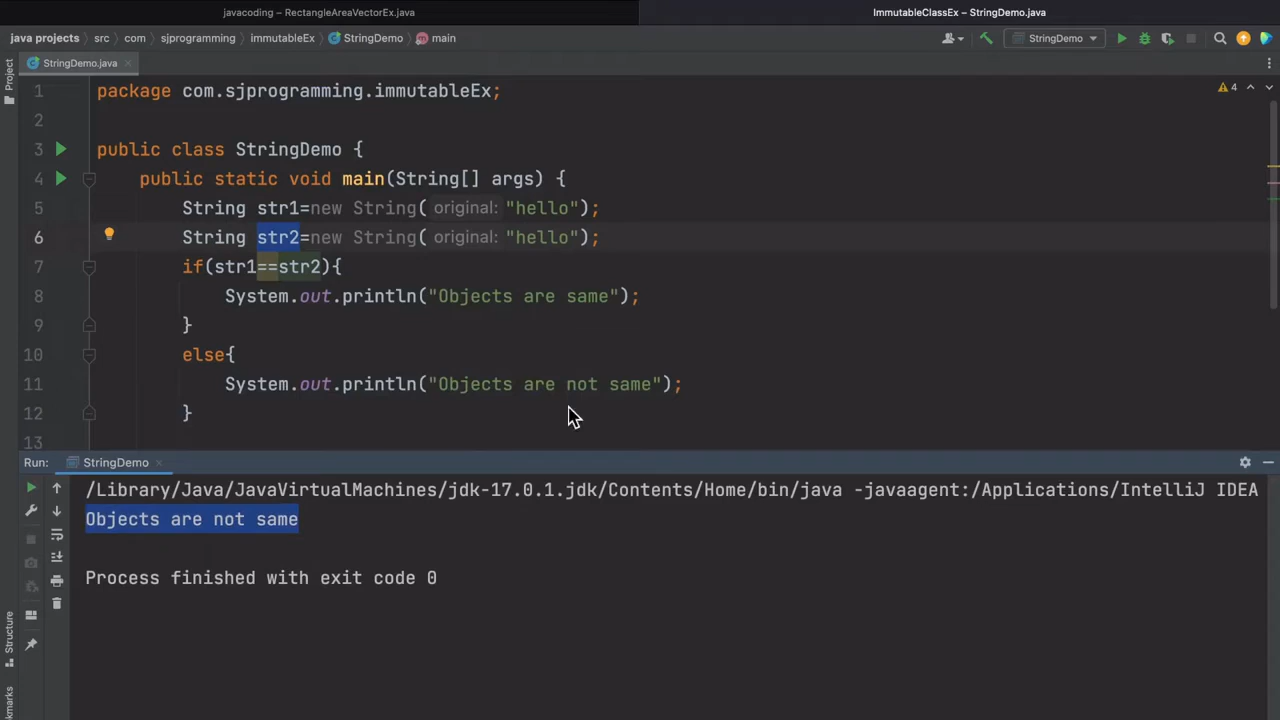 javacoding – RectangleAreaVectorEx.java
ImmutableClassEx – StringDemo.java
java projects
src
com
sjprogramming
immutableEx
StringDemo
main
StringDemo
StringDemo.java
Project
4
1 package com.sjprogramming.immutableEx;
2
3 public class StringDemo {
4 public static void main(String[] args) {
5 String str1=new String( original: "hello");
6 String str2=new String( original: "hello");
7 if(str1==str2){
8 System.out.println("Objects are same");
9 }
10 else{
11 System.out.println("Objects are not same");
12 }
13
Run:
StringDemo
/Library/Java/JavaVirtualMachines/jdk-17.0.1.jdk/Contents/Home/bin/java -javaagent:/Applications/IntelliJ IDEA
Objects are not same
Process finished with exit code 0
Structure
kmarks